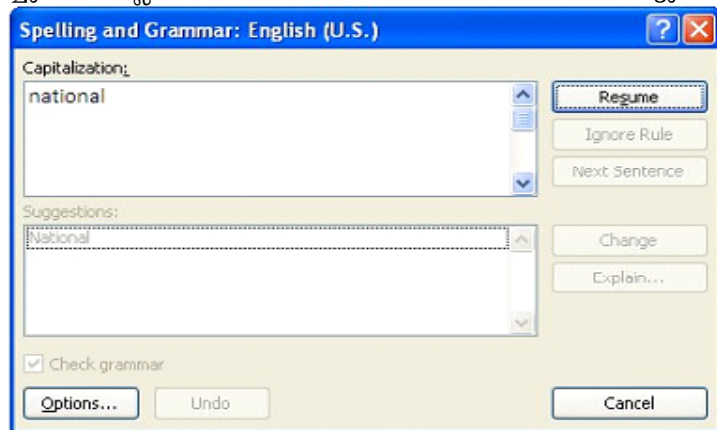 Spelling and Grammar: English (U.S.)
Capitalization:
national
Resume
Ignore Rule
Next Sentence
Suggestions:
National
Change
Explain...
Check grammar
Options...
Undo
Cancel